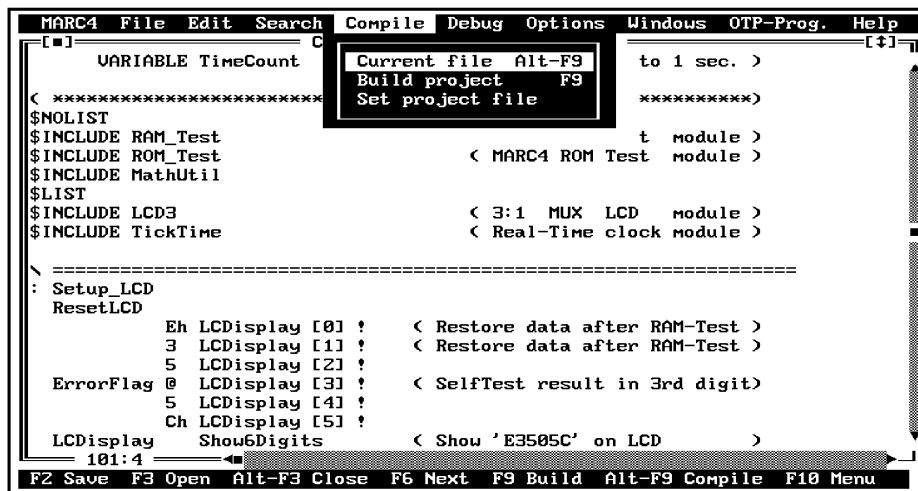 MARC4 File Edit Search Compile Debug Options Windows OTP-Prog. Help
[■] C [↕]
VARIABLE TimeCount to 1 sec. )
Current file Alt-F9
Build project F9
Set project file
( ************************ **********)
$NOLIST
$INCLUDE RAM_Test t module )
$INCLUDE ROM_Test ( MARC4 ROM Test module )
$INCLUDE MathUtil
$LIST
$INCLUDE LCD3 ( 3:1 MUX LCD module )
$INCLUDE TickTime ( Real-Time clock module )
\ ==================================================================
: Setup_LCD
ResetLCD
Eh LCDisplay [0] ! ( Restore data after RAM-Test )
3 LCDisplay [1] ! ( Restore data after RAM-Test )
5 LCDisplay [2] !
ErrorFlag @ LCDisplay [3] ! ( SelfTest result in 3rd digit)
5 LCDisplay [4] !
Ch LCDisplay [5] !
LCDisplay Show6Digits ( Show 'E3505C' on LCD )
101:4
F2 Save F3 Open Alt-F3 Close F6 Next F9 Build Alt-F9 Compile F10 Menu